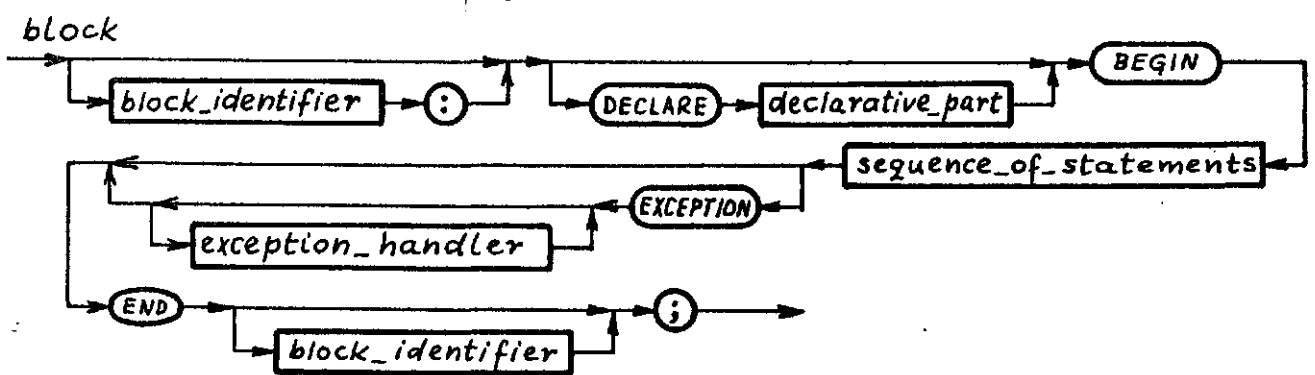 block
block_identifier : DECLARE declarative_part BEGIN
sequence_of_statements
EXCEPTION
exception_handler
END ;
block_identifier